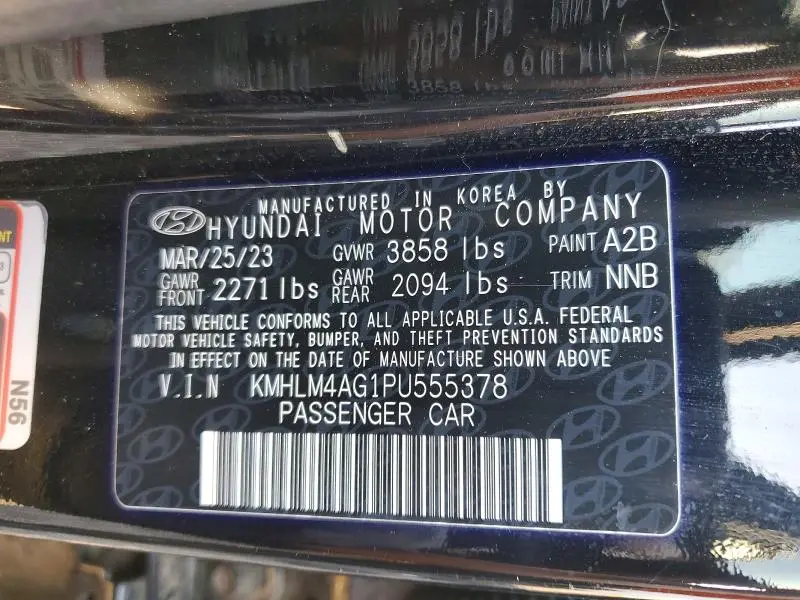 MANUFACTURED IN KOREA BY
HYUNDAI MOTOR COMPANY
MAR/25/23 GVWR 3858 lbs PAINT A2B
GAWR FRONT 2271 lbs GAWR REAR 2094 lbs TRIM NNB
THIS VEHICLE CONFORMS TO ALL APPLICABLE U.S.A. FEDERAL
MOTOR VEHICLE SAFETY, BUMPER, AND THEFT PREVENTION STANDARDS
IN EFFECT ON THE DATE OF MANUFACTURE SHOWN ABOVE
V.I.N KMHLM4AG1PU555378
PASSENGER CAR
N56
3858 lbs